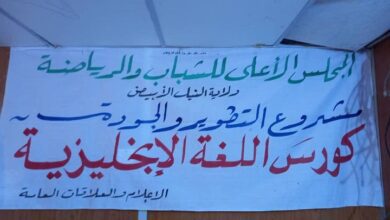 المجلس الأعلى للشباب والرياضة
ولاية النيل الأبيض
مشروع التطوير والجودة
كورس اللغة الإنجليزية
الإعلام والعلاقات العامة